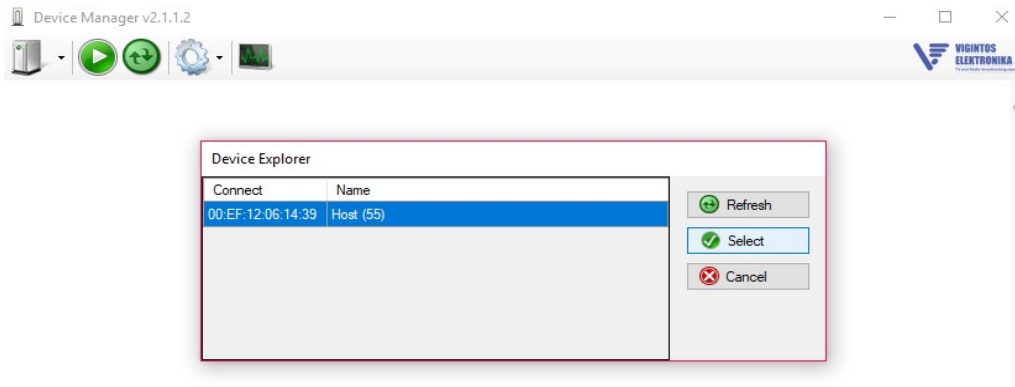 Device Manager v2.1.1.2
VIGINTOS
ELEKTRONIKA
Device Explorer
Connect Name
00:EF:12:06:14:39 Host (55)
Refresh
Select
Cancel